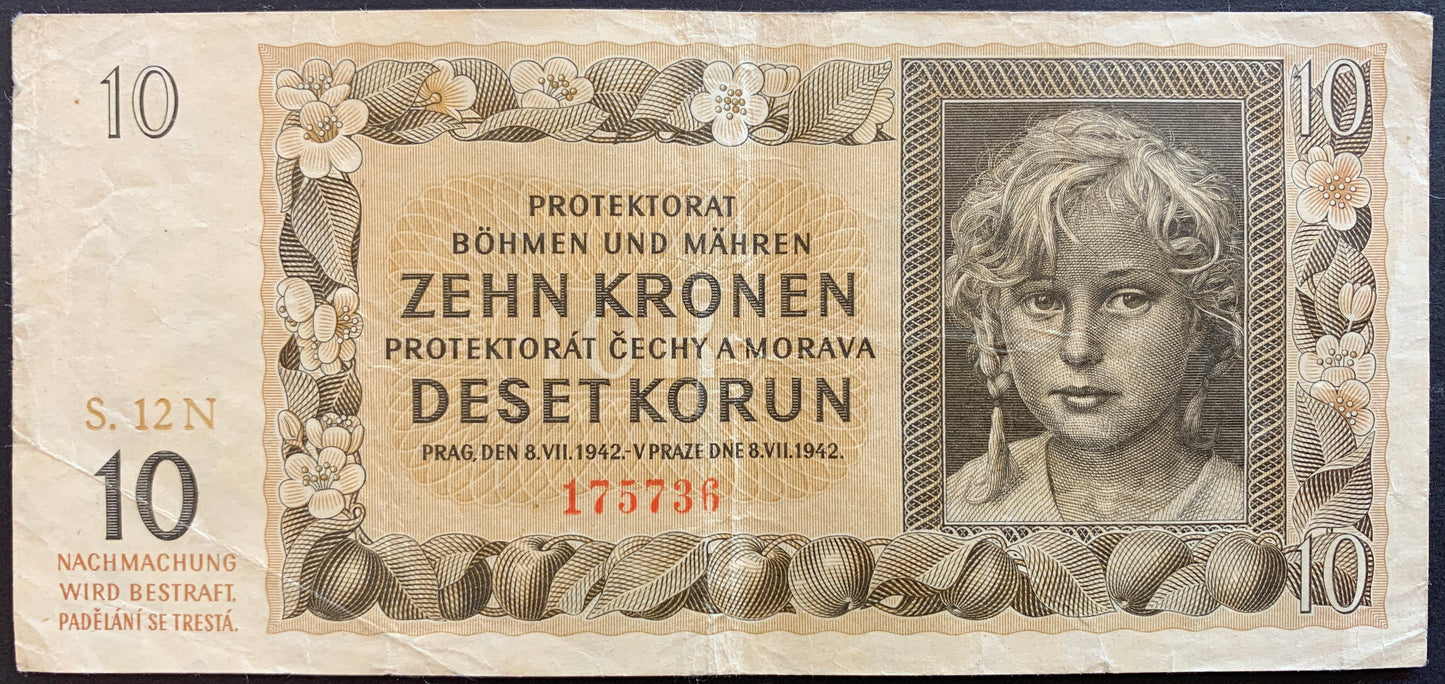 10
10
PROTEKTORAT
BÖHMEN UND MÄHREN
ZEHN KRONEN
PROTEKTORÁT ČECHY A MORAVA
DESET KORUN
PRAG, DEN 8.VII.1942.-V PRAZE DNE 8.VII.1942.
175736
S. 12 N
10
NACHMACHUNG
WIRD BESTRAFT.
PADĚLÁNÍ SE TRESTÁ.
10